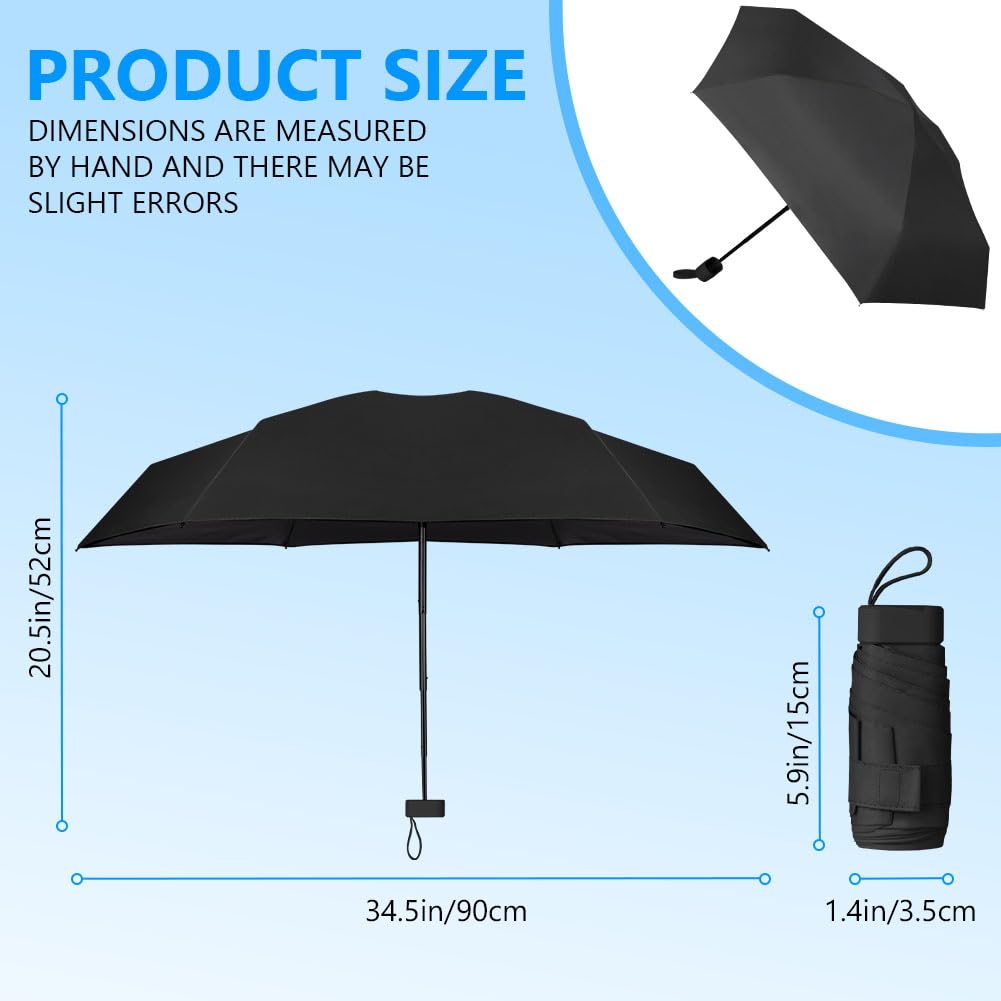 PRODUCT SIZE
DIMENSIONS ARE MEASURED
BY HAND AND THERE MAY BE
SLIGHT ERRORS
20.5in/52cm
5.9in/15cm
34.5in/90cm
1.4in/3.5cm